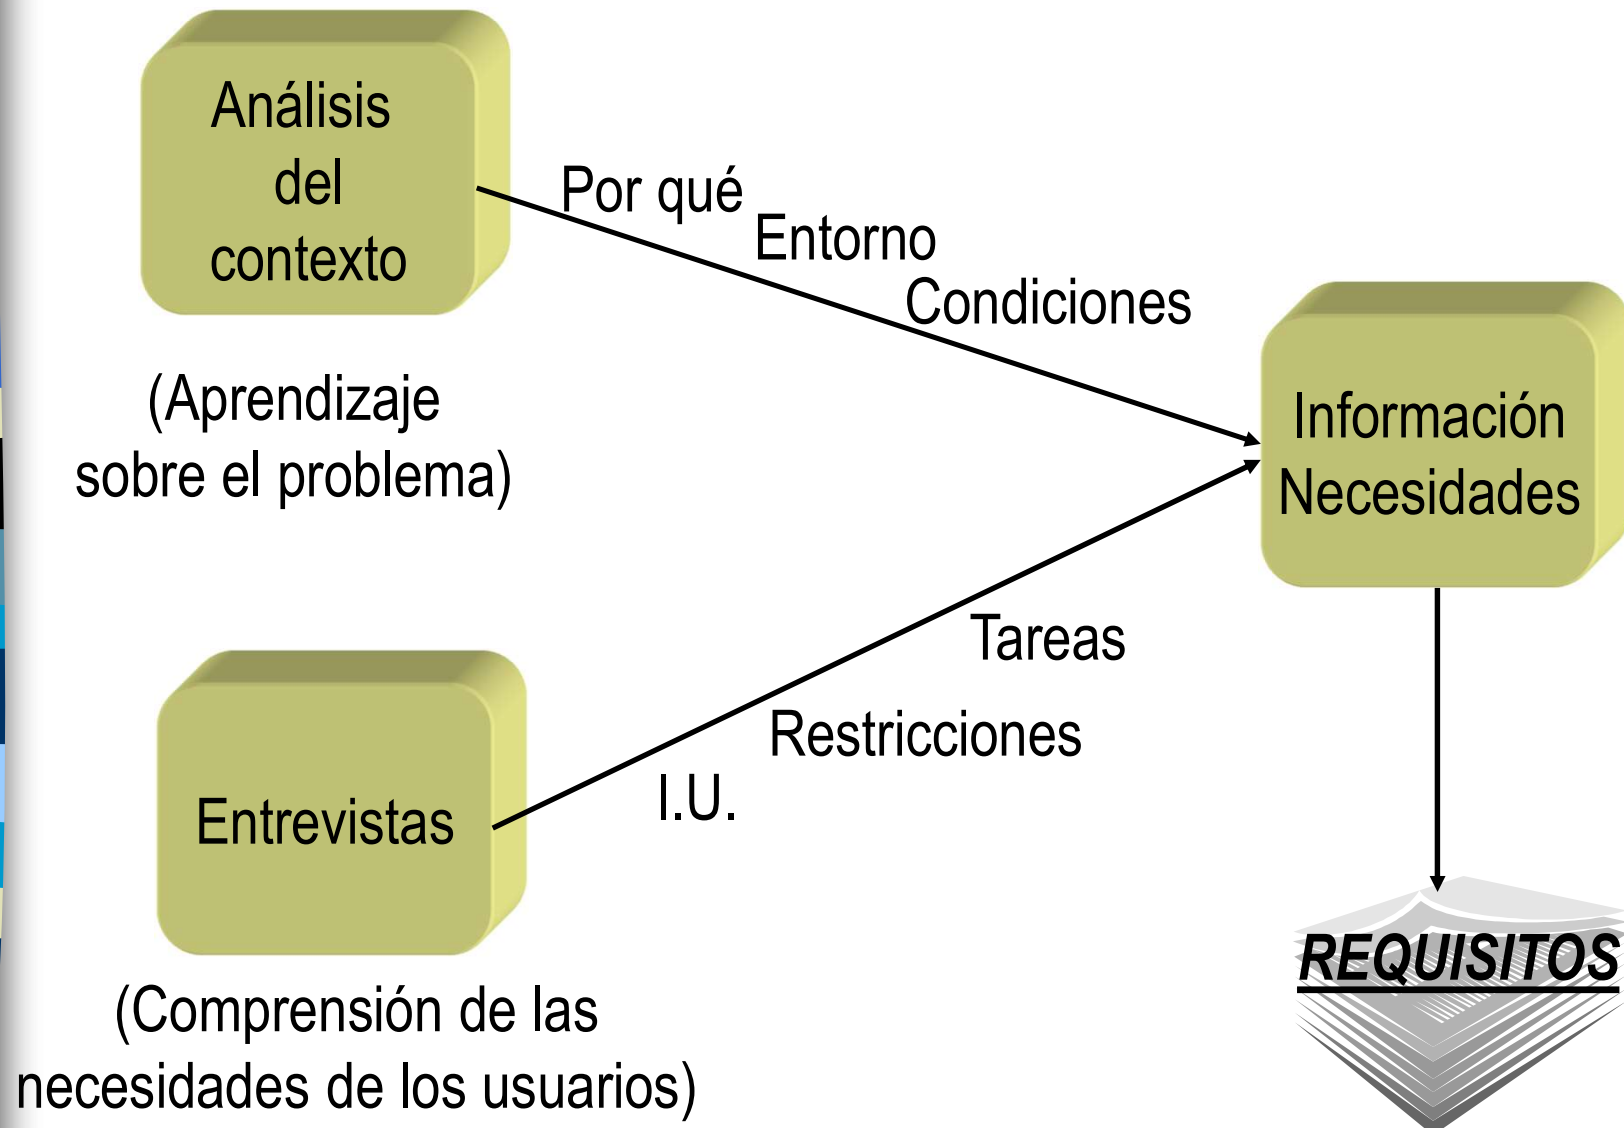 Análisis
del
contexto
(Aprendizaje
sobre el problema)
Por qué
Entorno
Condiciones
Información
Necesidades
Tareas
Restricciones
I.U.
Entrevistas
(Comprensión de las
necesidades de los usuarios)
REQUISITOS